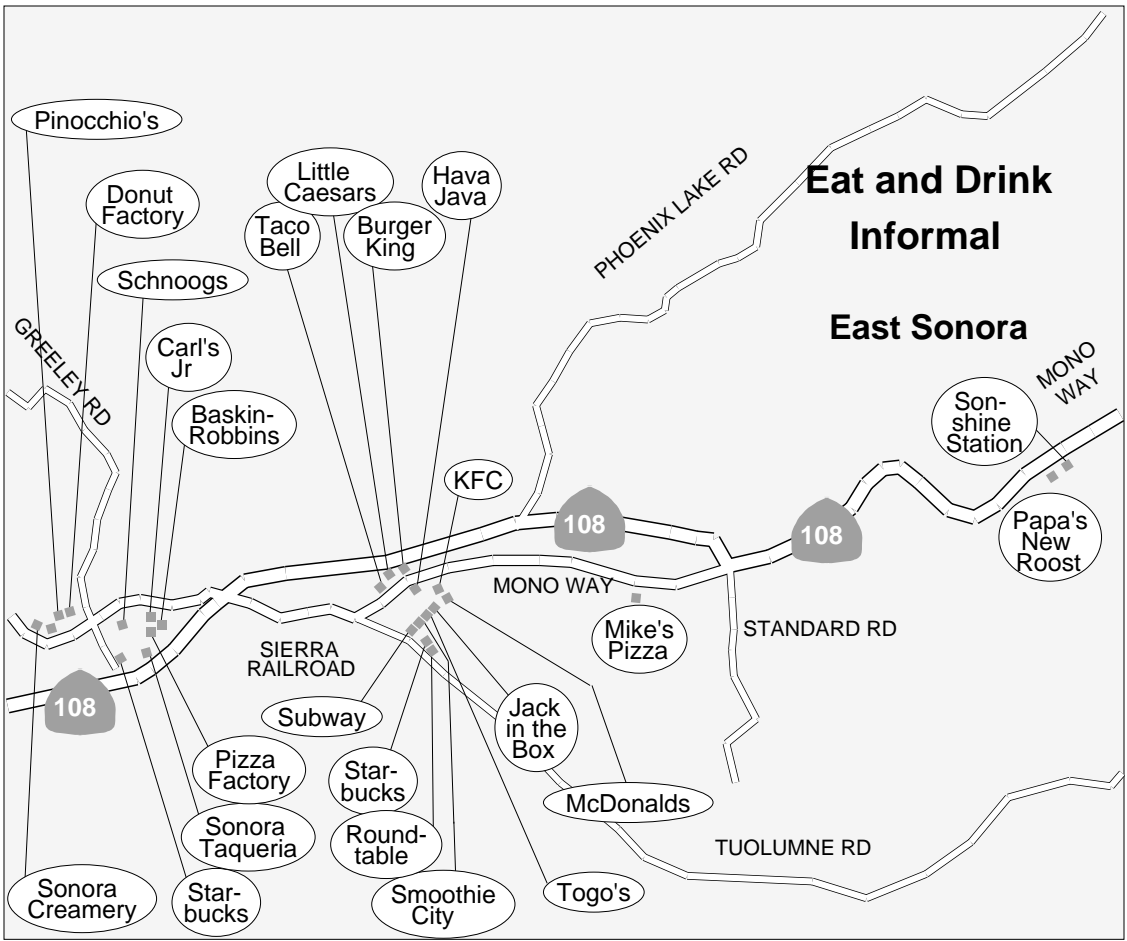 Pinocchio's
Donut
Factory
Schnoogs
Carl's
Jr
Baskin-
Robbins
GREELEY RD
Little
Caesars
Taco
Bell
Burger
King
Hava
Java
KFC
PHOENIX LAKE RD
Eat and Drink
Informal
East Sonora
MONO
WAY
Son-
shine
Station
Papa's
New
Roost
108
108
108
MONO WAY
Mike's
Pizza
STANDARD RD
SIERRA
RAILROAD
Subway
Jack
in the
Box
Pizza
Factory
Star-
bucks
McDonalds
Sonora
Taqueria
Round-
table
TUOLUMNE RD
Sonora
Creamery
Star-
bucks
Smoothie
City
Togo's